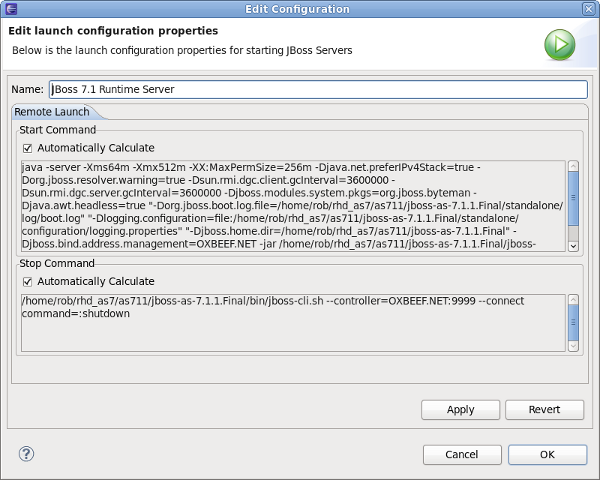 Edit Configuration
Edit launch configuration properties
Below is the launch configuration properties for starting JBoss Servers
Name: JBoss 7.1 Runtime Server
Remote Launch
Start Command
Automatically Calculate
java -server -Xms64m -Xmx512m -XX:MaxPermSize=256m -Djava.net.preferIPv4Stack=true -
Dorg.jboss.resolver.warning=true -Dsun.rmi.dgc.client.gcInterval=3600000 -
Dsun.rmi.dgc.server.gcInterval=3600000 -Djboss.modules.system.pkgs=org.jboss.byteman -
Djava.awt.headless=true "-Dorg.jboss.boot.log.file=/home/rob/rhd_as7/as711/jboss-as-7.1.1.Final/standalone/
log/boot.log" "-Dlogging.configuration=file:/home/rob/rhd_as7/as711/jboss-as-7.1.1.Final/standalone/
configuration/logging.properties" "-Djboss.home.dir=/home/rob/rhd_as7/as711/jboss-as-7.1.1.Final" -
Djboss.bind.address.management=OXBEEF.NET -jar /home/rob/rhd_as7/as711/jboss-as-7.1.1.Final/jboss-
Stop Command
Automatically Calculate
/home/rob/rhd_as7/as711/jboss-as-7.1.1.Final/bin/jboss-cli.sh --controller=OXBEEF.NET:9999 --connect
command=:shutdown
Apply
Revert
?
Cancel
OK